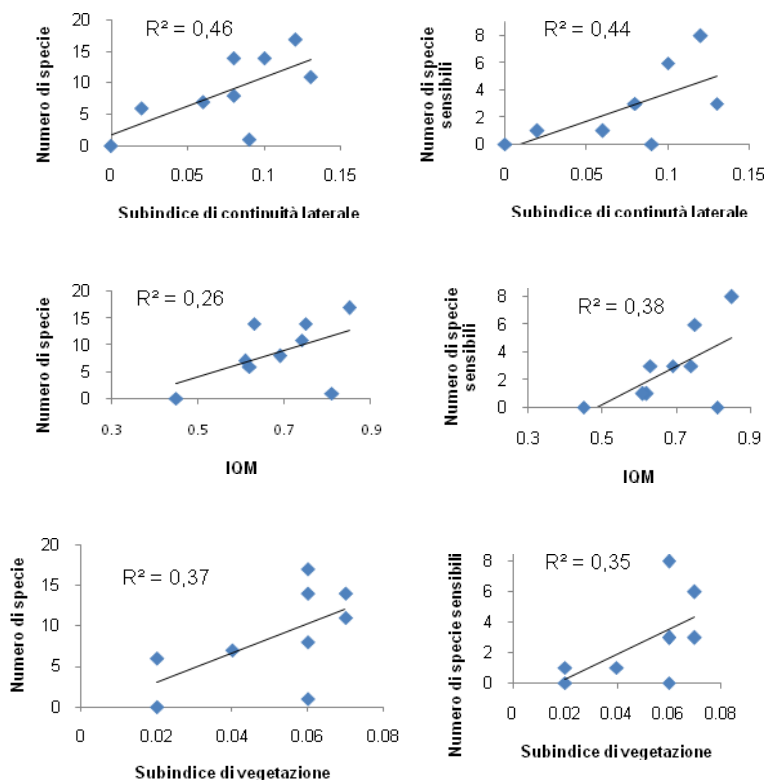 R² = 0,46
Numero di specie
20
15
10
5
0
0
0.05
0.1
0.15
Subindice di continuità laterale
R² = 0,44
Numero di specie
sensibili
8
6
4
2
0
0
0.05
0.1
0.15
Subindice di continutà laterale
R² = 0,26
Numero di specie
20
15
10
5
0
0.3
0.5
0.7
0.9
IQM
R² = 0,38
Numero di specie
sensibili
8
6
4
2
0
0.3
0.5
0.7
0.9
IQM
R² = 0,37
Numero di specie
20
15
10
5
0
0
0.02
0.04
0.06
0.08
Subindice di vegetazione
R² = 0,35
Numero di specie sensibili
8
6
4
2
0
0
0.02
0.04
0.06
0.08
Subindice di vegetazione